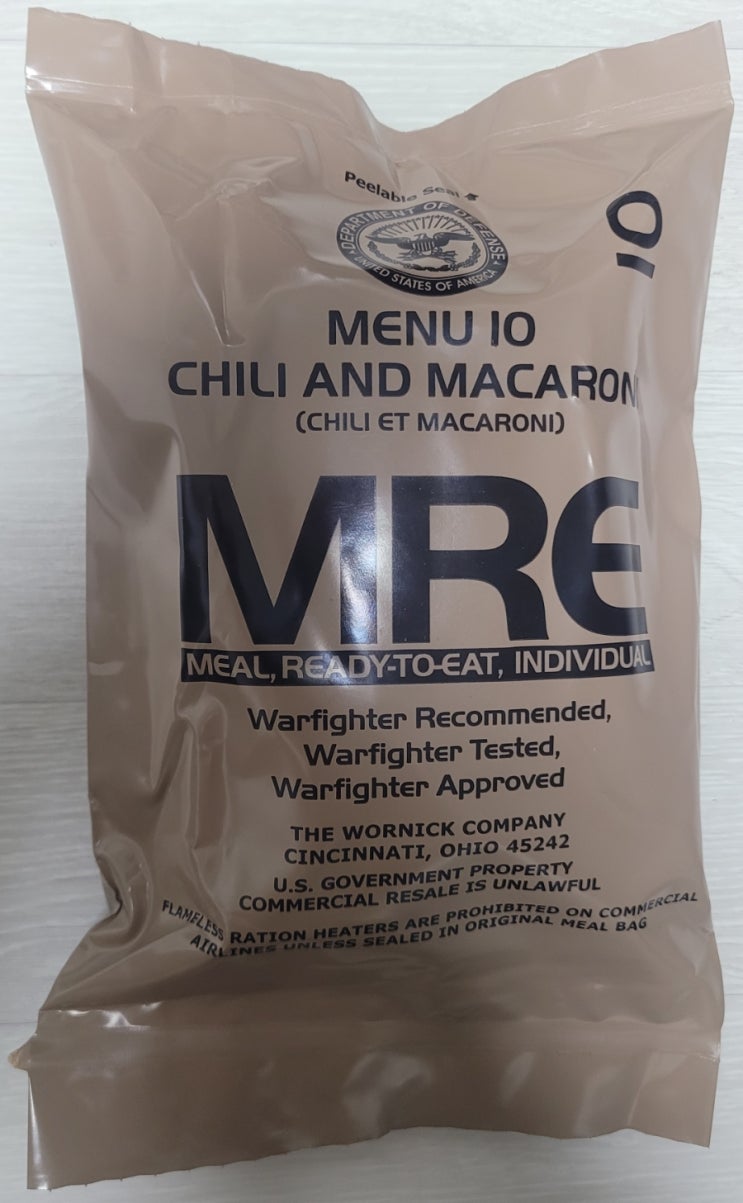 Peelable Seal
DEPARTMENT OF DEFENSE
UNITED STATES OF AMERICA
10
MENU 10
CHILI AND MACARONI
(CHILI ET MACARONI)
MRE
MEAL, READY-TO-EAT, INDIVIDUAL
Warfighter Recommended,
Warfighter Tested,
Warfighter Approved
THE WORNICK COMPANY
CINCINNATI, OHIO 45242
U.S. GOVERNMENT PROPERTY
COMMERCIAL RESALE IS UNLAWFUL
FLAMELESS RATION HEATERS ARE PROHIBITED ON COMMERCIAL
AIRLINES UNLESS SEALED IN ORIGINAL MEAL BAG